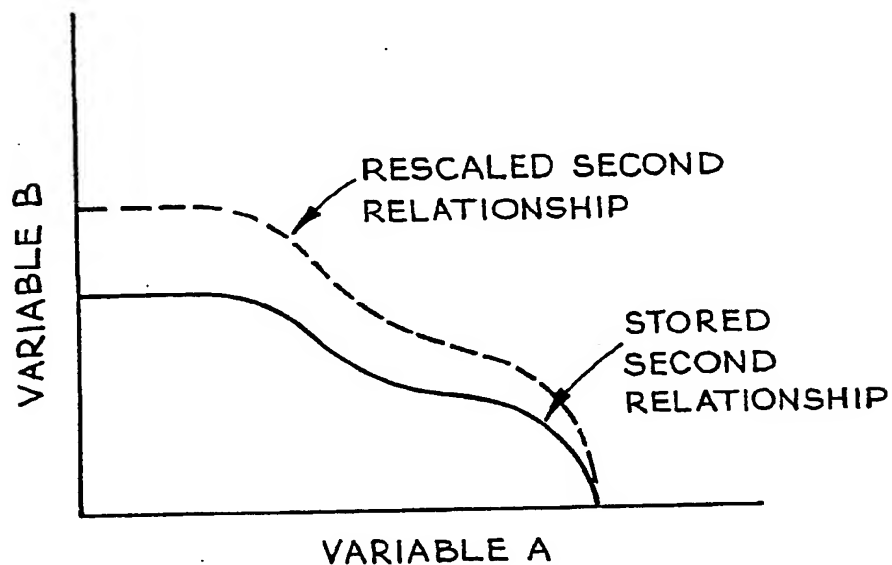 RESCALED SECOND
RELATIONSHIP
VARIABLE B
STORED
SECOND
RELATIONSHIP
VARIABLE A